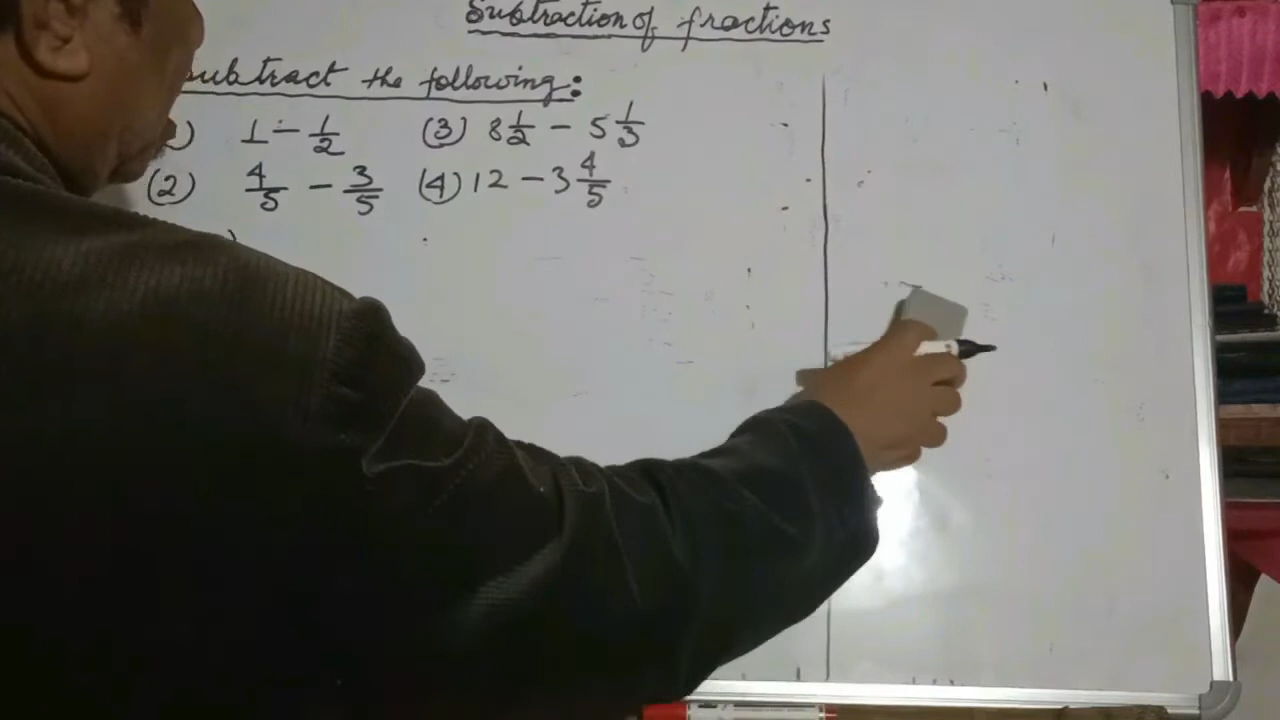 Subtraction of fractions
subtract the following:
1) 1 - 1/2 (3) 8 1/2 - 5 1/3
(2) 4/5 - 3/5 (4) 12 - 3 4/5